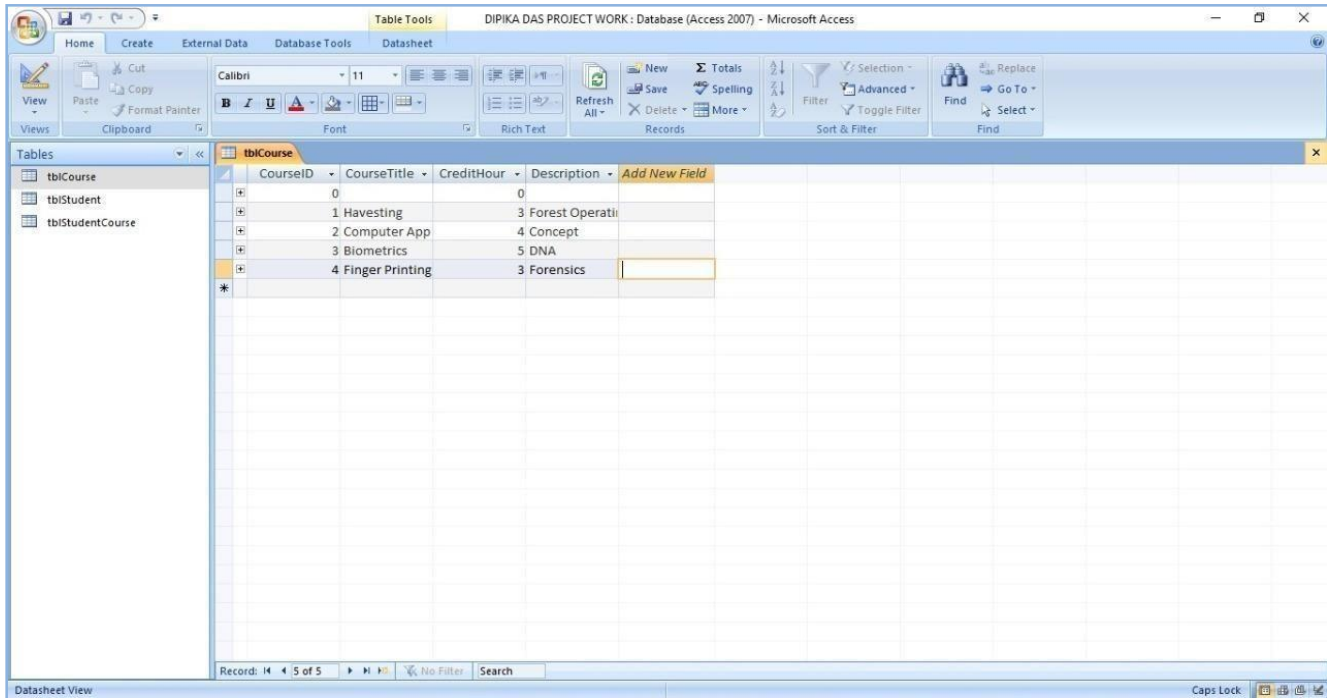 Table Tools DIPIKA DAS PROJECT WORK : Database (Access 2007) - Microsoft Access
Home Create External Data Database Tools Datasheet
View
Views
Paste
Cut
Copy
Format Painter
Clipboard
Calibri 11
B I U A
Font
Rich Text
Refresh All
New
Save
Delete
Σ Totals
Spelling
More
Records
Filter
Selection
Advanced
Toggle Filter
Sort & Filter
Find
Replace
Go To
Select
Find
Tables
tblCourse
tblStudent
tblStudentCourse
tblCourse
CourseID CourseTitle CreditHour Description Add New Field
0 0
1 Havesting 3 Forest Operati
2 Computer App 4 Concept
3 Biometrics 5 DNA
4 Finger Printing 3 Forensics
Record: 5 of 5 No Filter Search
Datasheet View Caps Lock